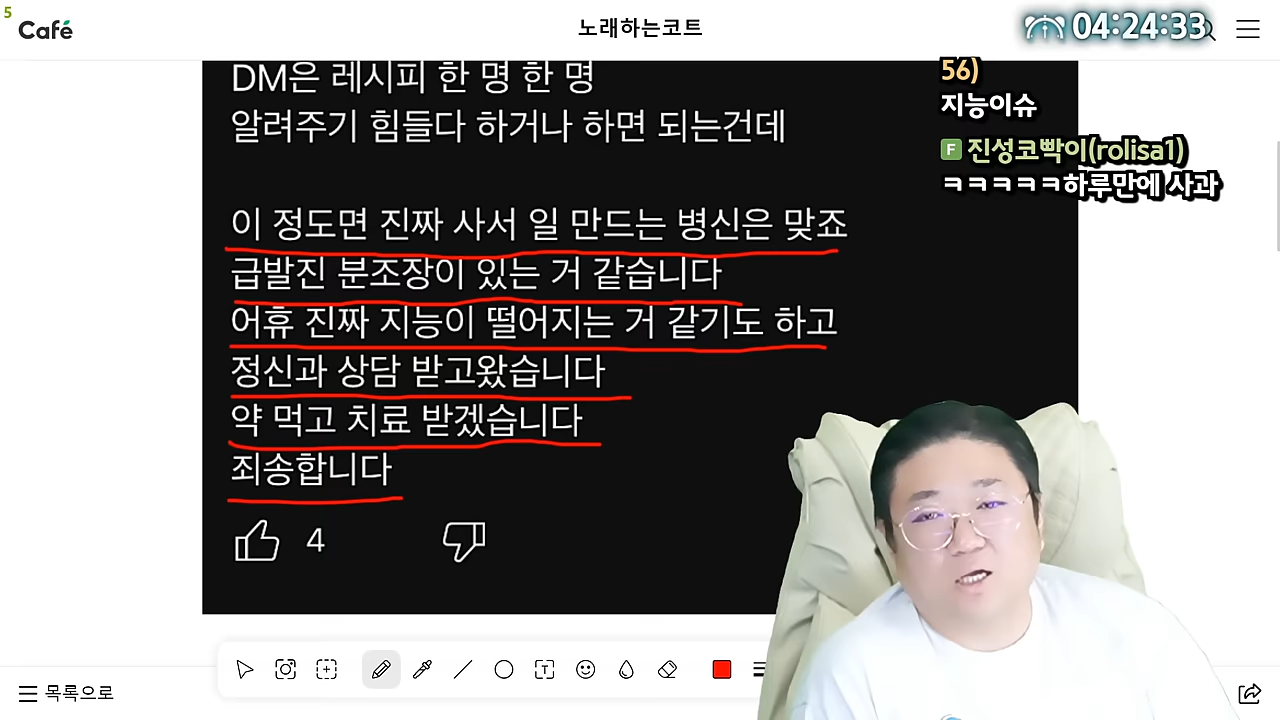 5
Café
노래하는코트
04:24:33
DM은 레시피 한 명 한 명
알려주기 힘들다 하거나 하면 되는건데
이 정도면 진짜 사서 일 만드는 병신은 맞죠
급발진 분조장이 있는 거 같습니다
어휴 진짜 지능이 떨어지는 거 같기도 하고
정신과 상담 받고왔습니다
약 먹고 치료 받겠습니다
죄송합니다
4
56)
지능이슈
F 진성코빡이(rolisa1)
ㅋㅋㅋㅋㅋ하루만에 사과
T
목록으로